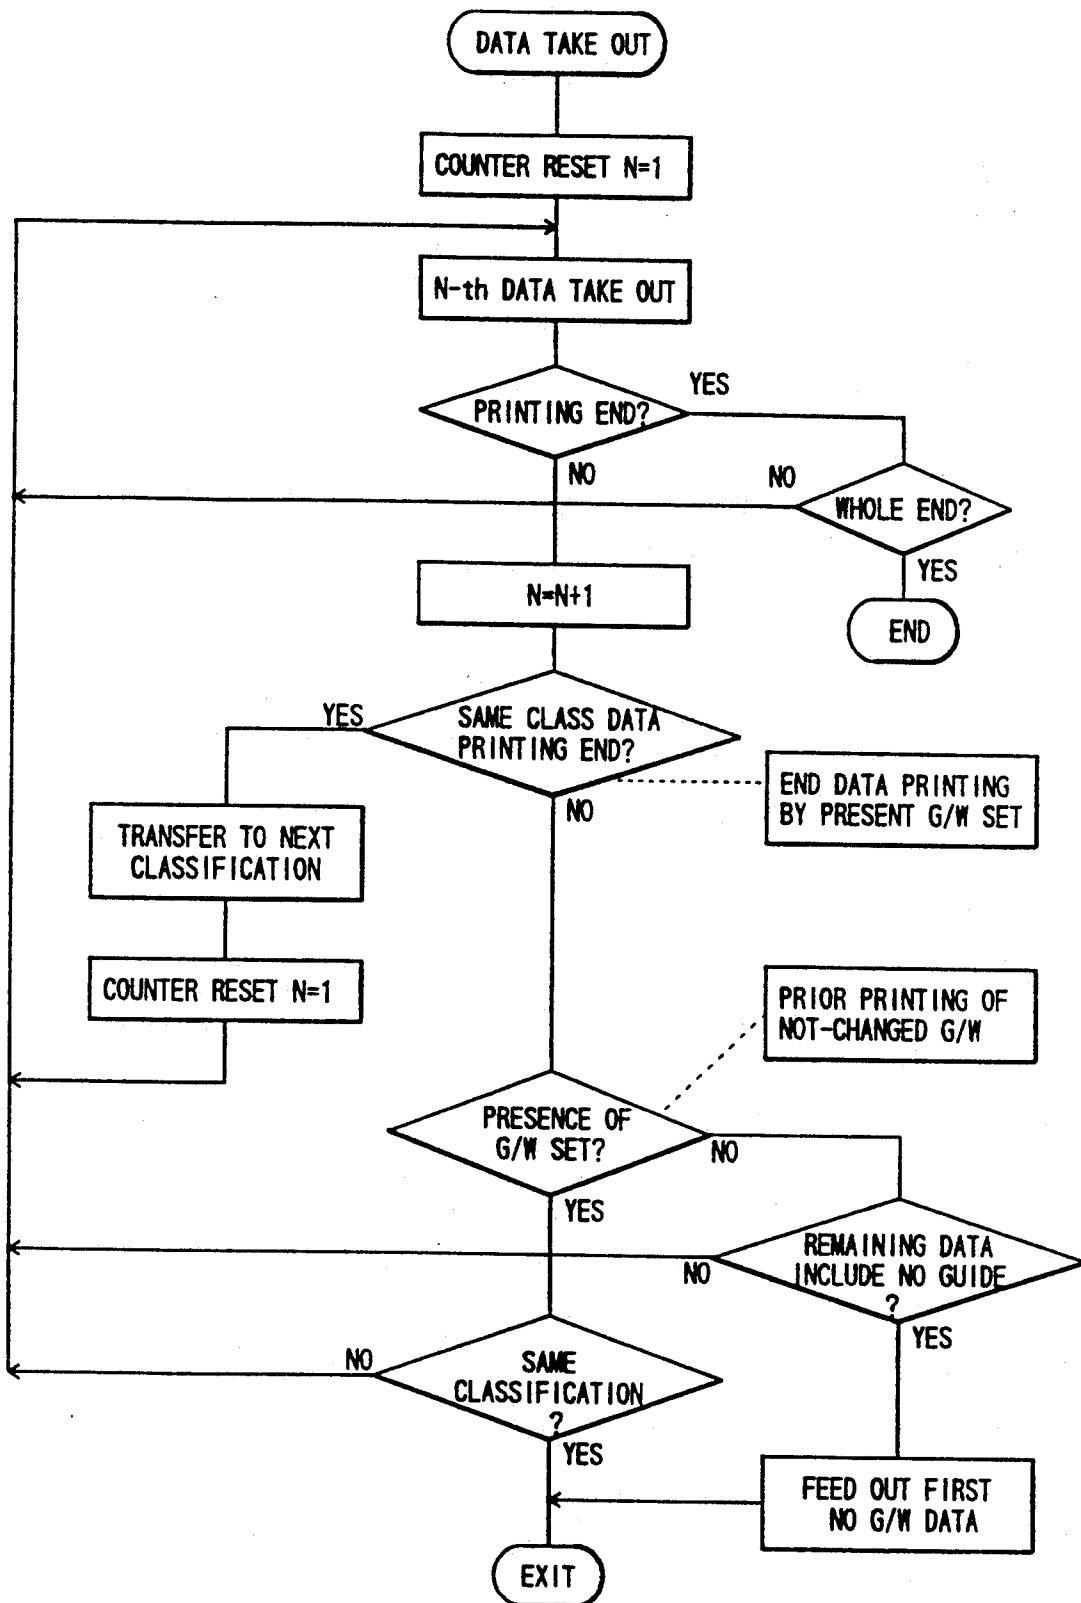 DATA TAKE OUT
COUNTER RESET N=1
N-th DATA TAKE OUT
PRINTING END?
YES
NO
NO
WHOLE END?
YES
END
N=N+1
YES
SAME CLASS DATA
PRINTING END?
NO
END DATA PRINTING
BY PRESENT G/W SET
TRANSFER TO NEXT
CLASSIFICATION
COUNTER RESET N=1
PRIOR PRINTING OF
NOT-CHANGED G/W
PRESENCE OF
G/W SET?
NO
YES
REMAINING DATA
INCLUDE NO GUIDE
?
NO
YES
NO
SAME
CLASSIFICATION
?
YES
FEED OUT FIRST
NO G/W DATA
EXIT